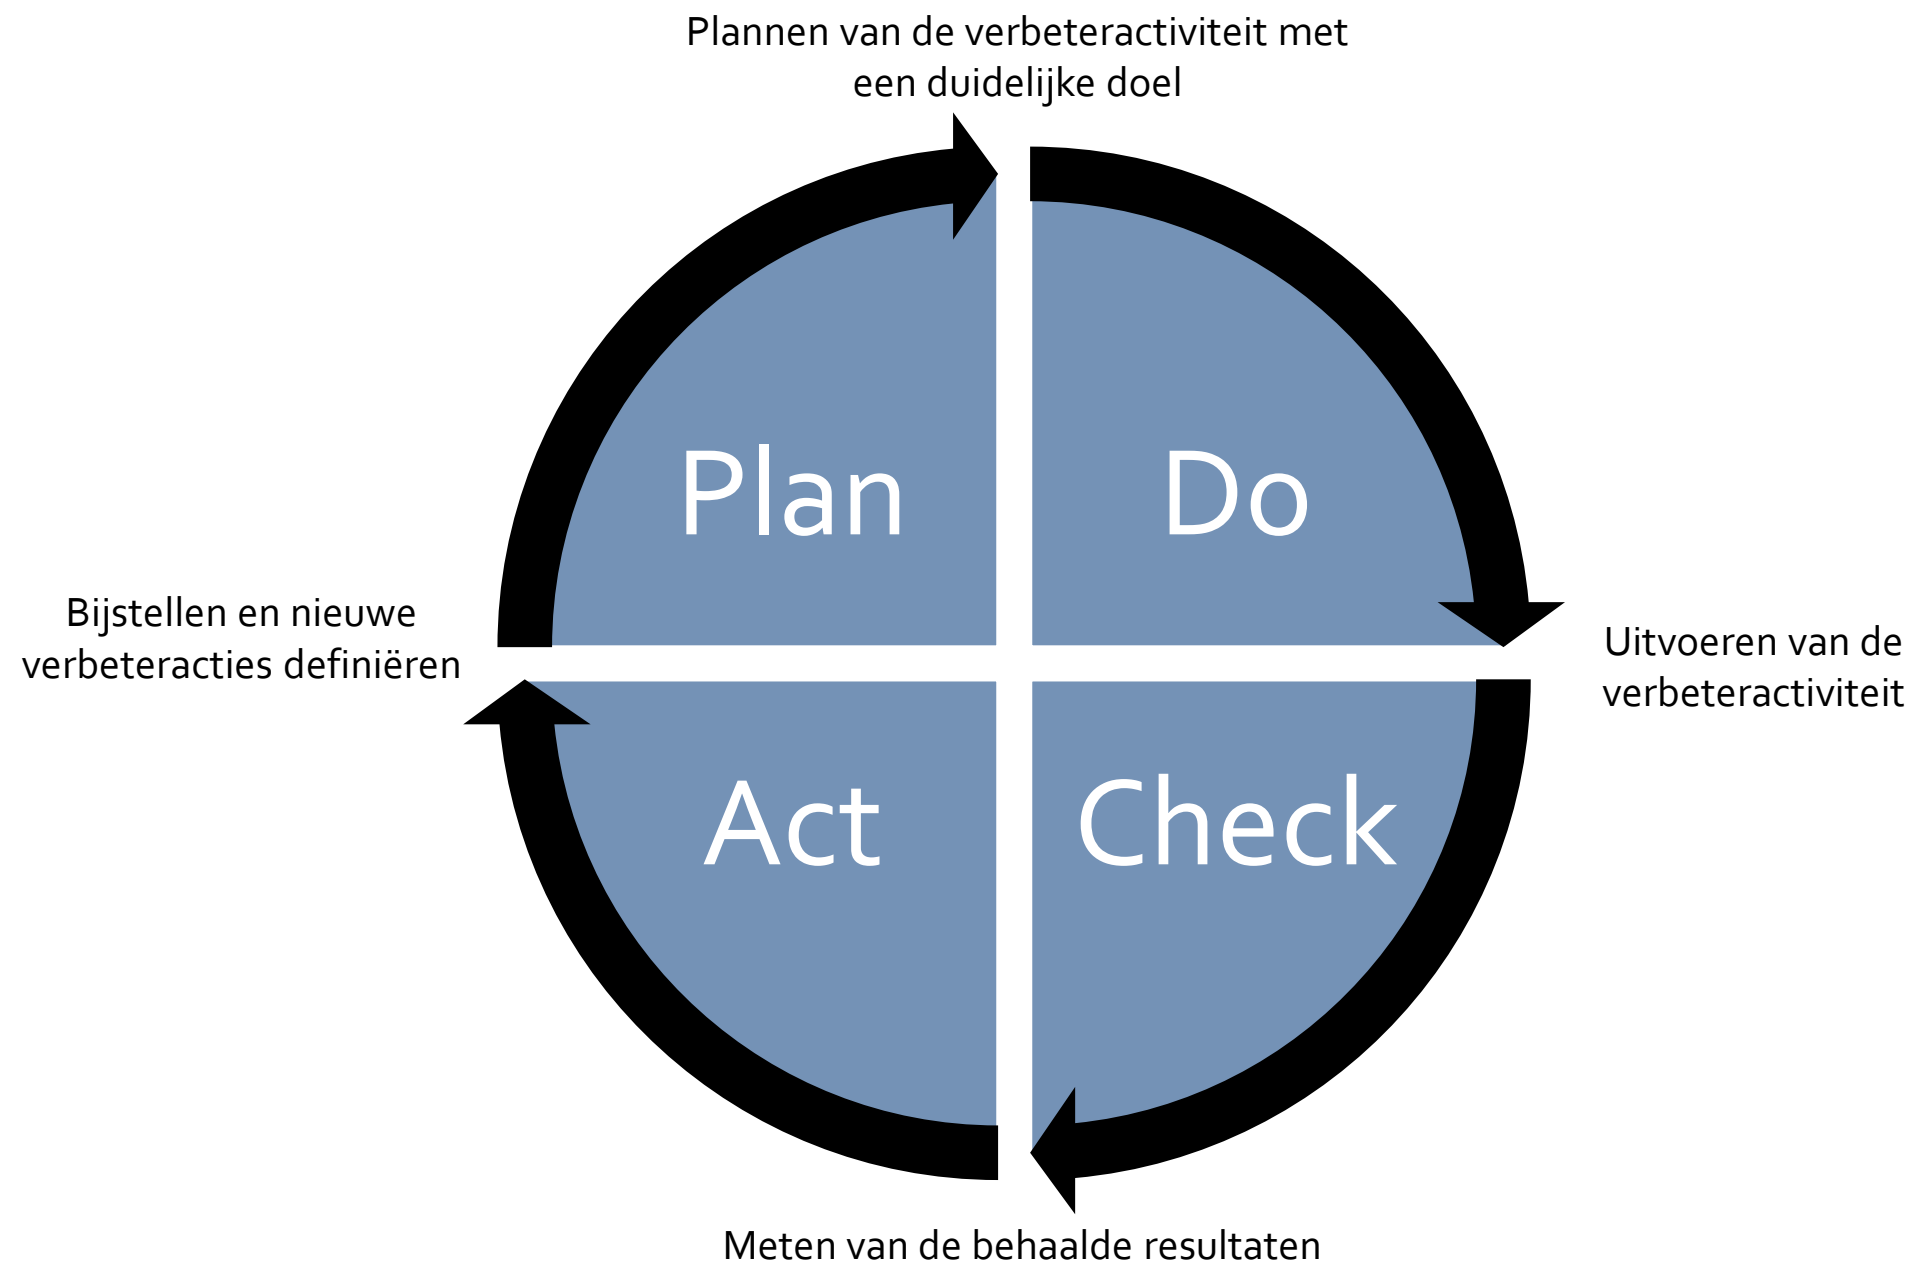 Plannen van de verbeteractiviteit met
een duidelijke doel
Plan
Do
Bijstellen en nieuwe
verbeteracties definiëren
Uitvoeren van de
verbeteractiviteit
Act
Check
Meten van de behaalde resultaten